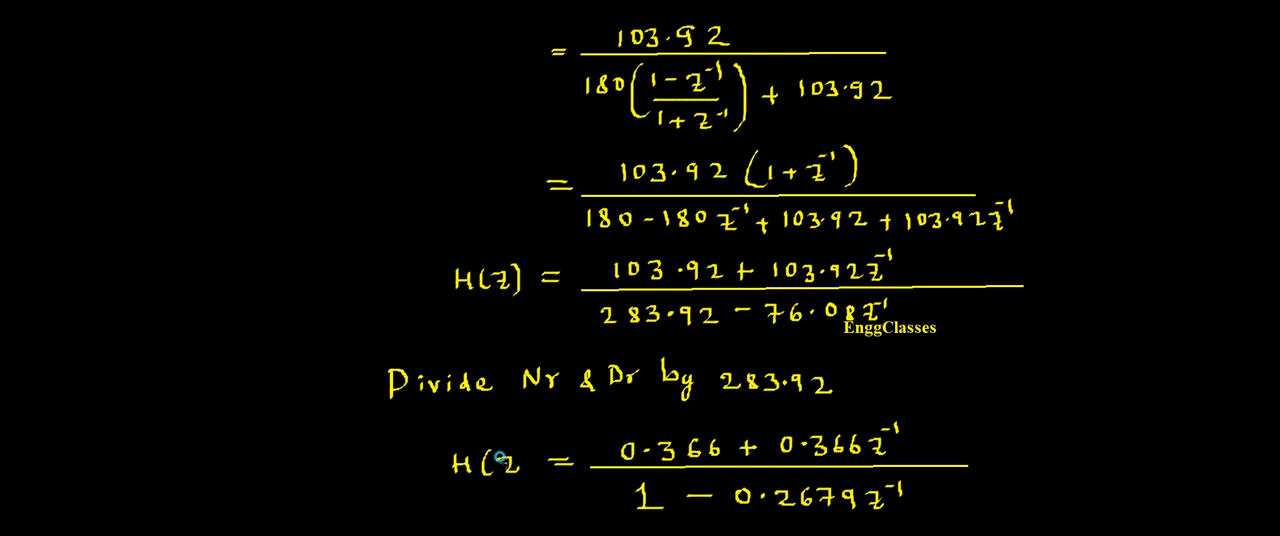 = 103.92 / 180 ( 1 - z⁻¹ / 1 + z⁻¹ ) + 103.92
= 103.92 (1 + z⁻¹) / 180 - 180 z⁻¹ + 103.92 + 103.92 z⁻¹
H(z) = 103.92 + 103.92 z⁻¹ / 283.92 - 76.08 z⁻¹
EnggClasses
Divide Nr & Dr by 283.92
H(z = 0.366 + 0.366 z⁻¹ / 1 - 0.2679 z⁻¹